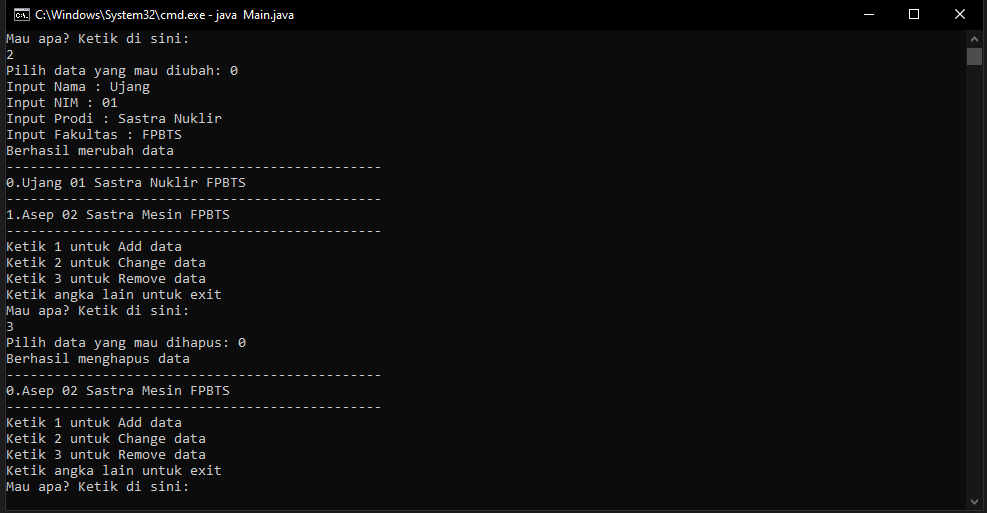 C:\Windows\System32\cmd.exe - java Main.java
Mau apa? Ketik di sini:
2
Pilih data yang mau diubah: 0
Input Nama : Ujang
Input NIM : 01
Input Prodi : Sastra Nuklir
Input Fakultas : FPBTS
Berhasil merubah data
-----------------------------------------------
0.Ujang 01 Sastra Nuklir FPBTS
-----------------------------------------------
1.Asep 02 Sastra Mesin FPBTS
-----------------------------------------------
Ketik 1 untuk Add data
Ketik 2 untuk Change data
Ketik 3 untuk Remove data
Ketik angka lain untuk exit
Mau apa? Ketik di sini:
3
Pilih data yang mau dihapus: 0
Berhasil menghapus data
-----------------------------------------------
0.Asep 02 Sastra Mesin FPBTS
-----------------------------------------------
Ketik 1 untuk Add data
Ketik 2 untuk Change data
Ketik 3 untuk Remove data
Ketik angka lain untuk exit
Mau apa? Ketik di sini: